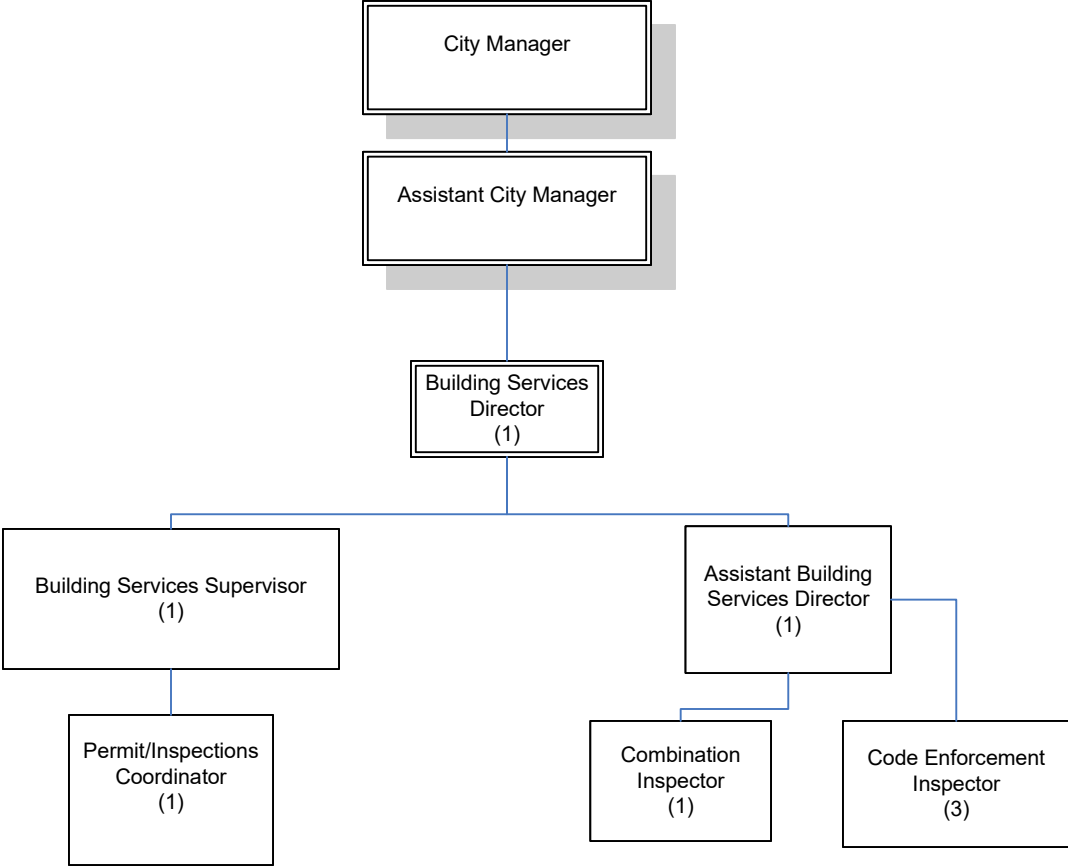 City Manager
Assistant City Manager
Building Services
Director
(1)
Building Services Supervisor
(1)
Assistant Building
Services Director
(1)
Permit/Inspections
Coordinator
(1)
Combination
Inspector
(1)
Code Enforcement
Inspector
(3)